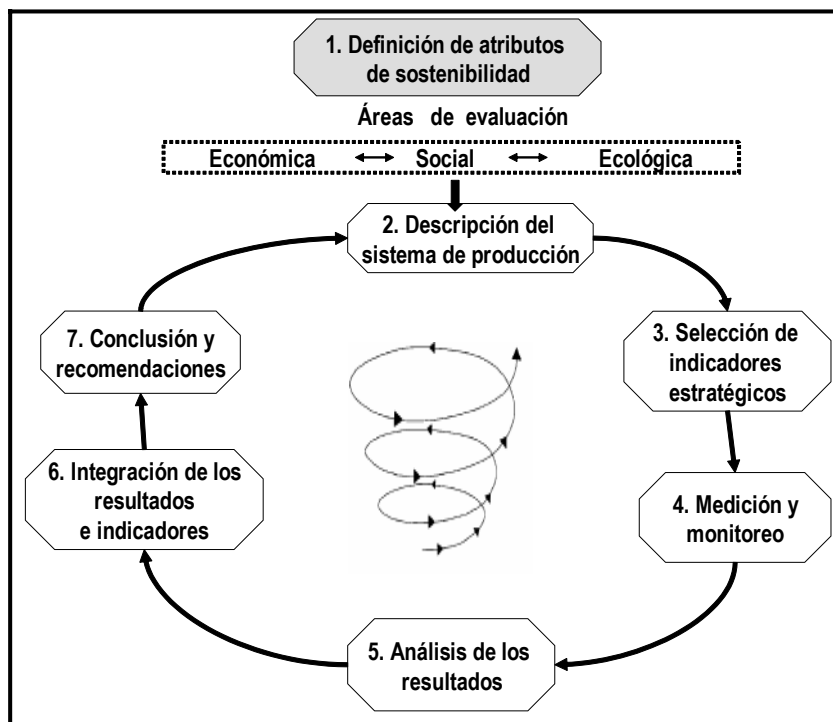 1. Definición de atributos
de sostenibilidad
Áreas de evaluación
Económica Social Ecológica
2. Descripción del
sistema de producción
3. Selección de
indicadores
estratégicos
4. Medición y
monitoreo
5. Análisis de los
resultados
6. Integración de los
resultados
e indicadores
7. Conclusión y
recomendaciones